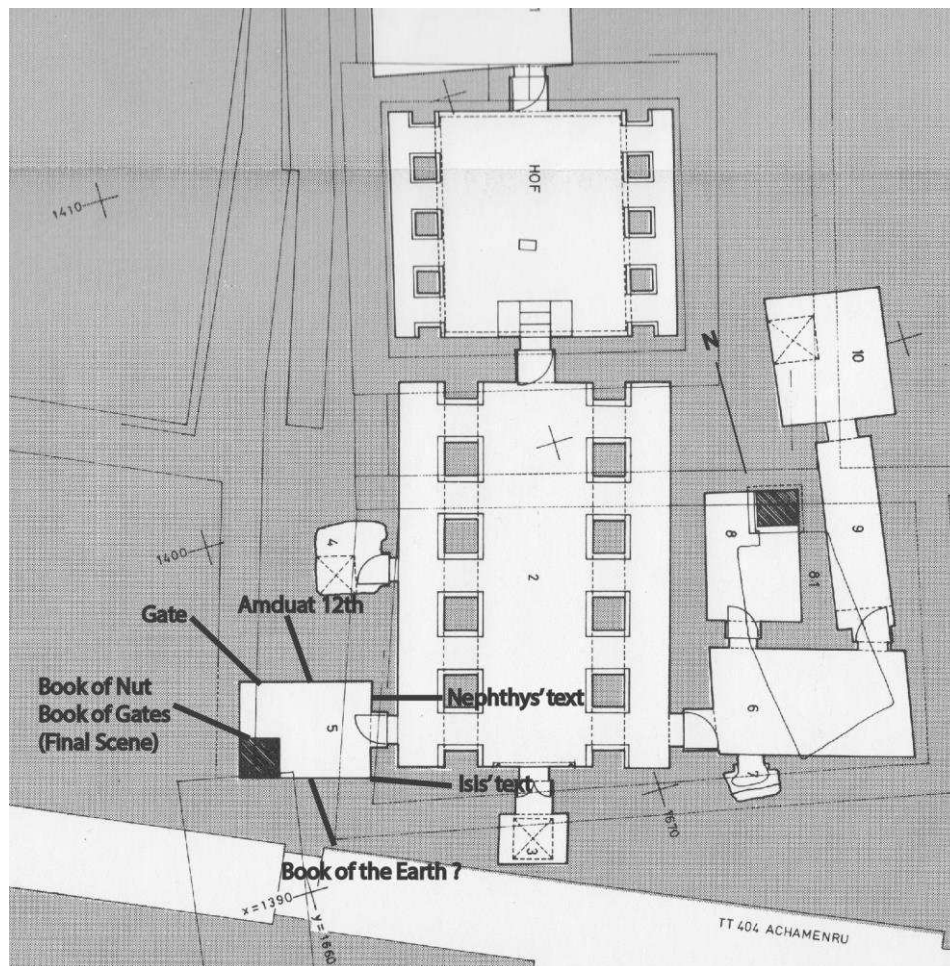 HOF
1410
N
10
1400
4
2
8
9
81
Gate
Amduat 12th
Book of Nut
Book of Gates
(Final Scene)
Nephthys' text
5
6
7
Isis' text
1670
3
Book of the Earth ?
x=1390
y=1660
TT 404 ACHAMENRU